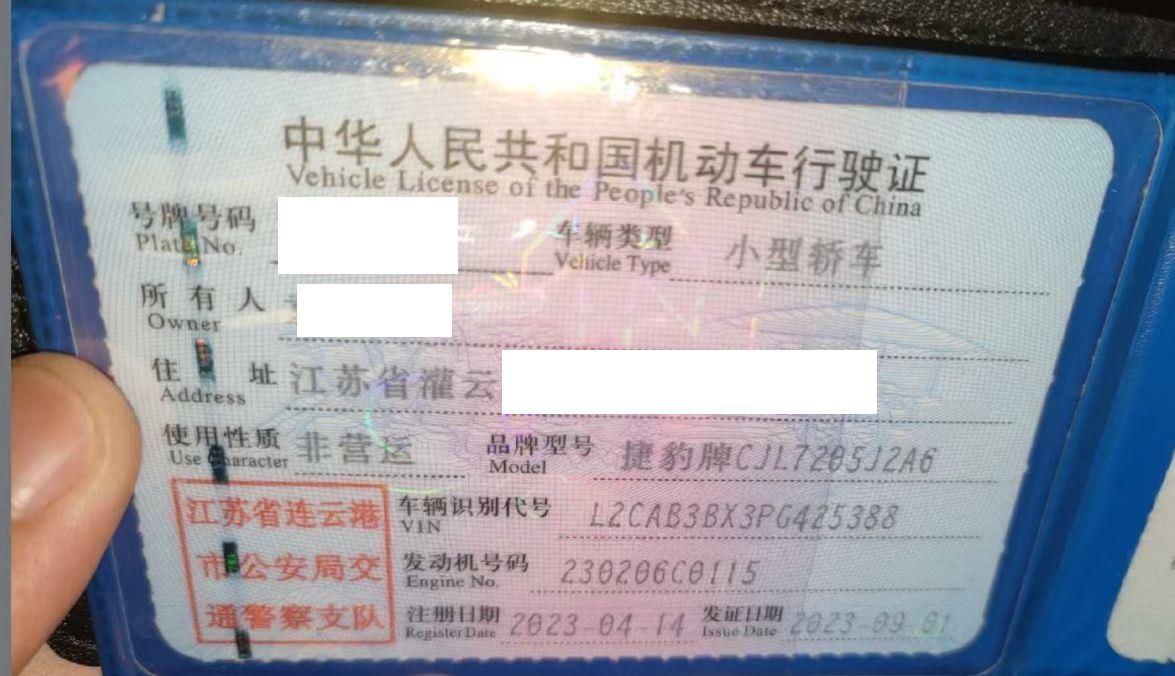 中华人民共和国机动车行驶证
Vehicle License of the People's Republic of China
号牌号码
Plate No.
车辆类型 小型轿车
Vehicle Type
所有人
Owner
住址 江苏省灌云
Address
使用性质 非营运 品牌型号 捷豹牌CJL7205J2A6
Use Character Model
江苏省连云港
市公安局交
通警察支队
车辆识别代号 L2CAB3BX3PG425388
VIN
发动机号码 230206C0115
Engine No.
注册日期 2023-04-14 发证日期 2023-09-01
Register Date Issue Date